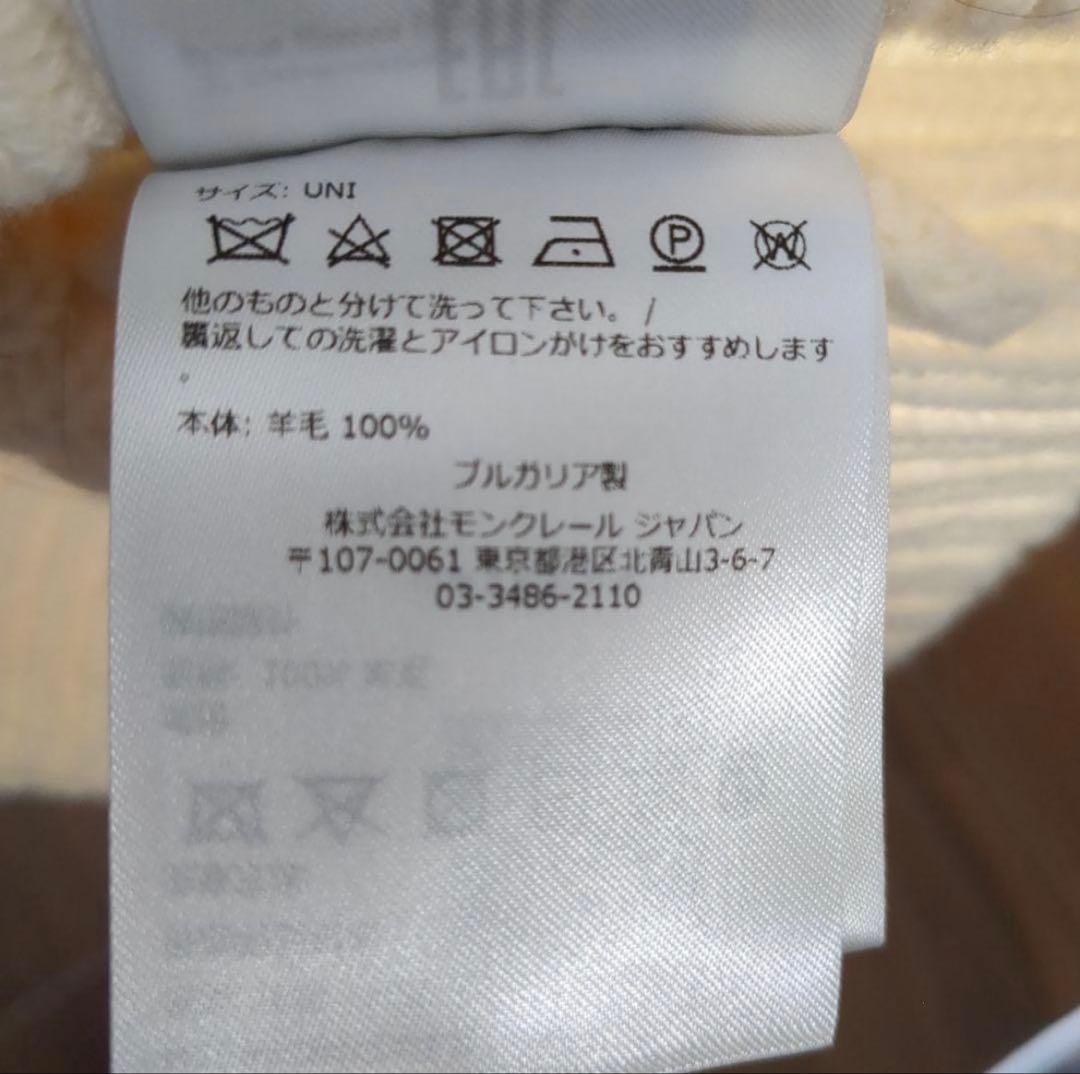 EAC
サイズ: UNI
P
W
他のものと分けて洗って下さい。 /
裏返しての洗濯とアイロンがけをおすすめします
。
本体: 羊毛 100%
ブルガリア製
株式会社モンクレール ジャパン
〒107-0061 東京都港区北青山3-6-7
03-3486-2110